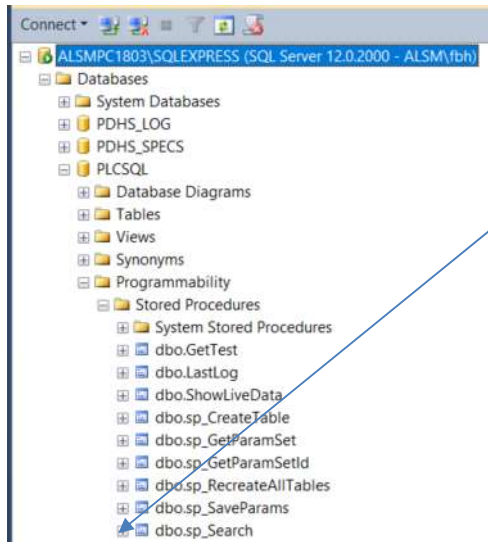 Connect
ALSMPC1803\SQLEXPRESS (SQL Server 12.0.2000 - ALSM\fbh)
Databases
System Databases
PDHS_LOG
PDHS_SPECS
PLCSQL
Database Diagrams
Tables
Views
Synonyms
Programmability
Stored Procedures
System Stored Procedures
dbo.GetTest
dbo.LastLog
dbo.ShowLiveData
dbo.sp_CreateTable
dbo.sp_GetParamSet
dbo.sp_GetParamSetId
dbo.sp_RecreateAllTables
dbo.sp_SaveParams
dbo.sp_Search